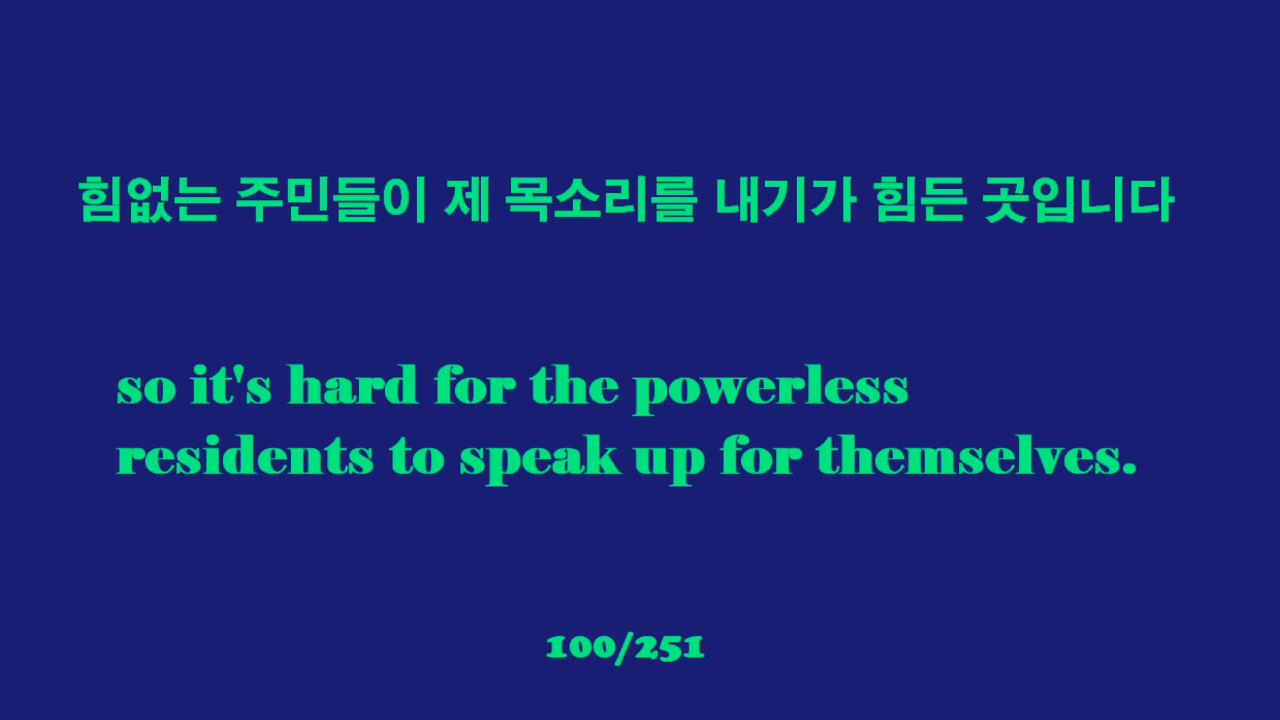 힘없는 주민들이 제 목소리를 내기가 힘든 곳입니다
so it's hard for the powerless
residents to speak up for themselves.
100/251